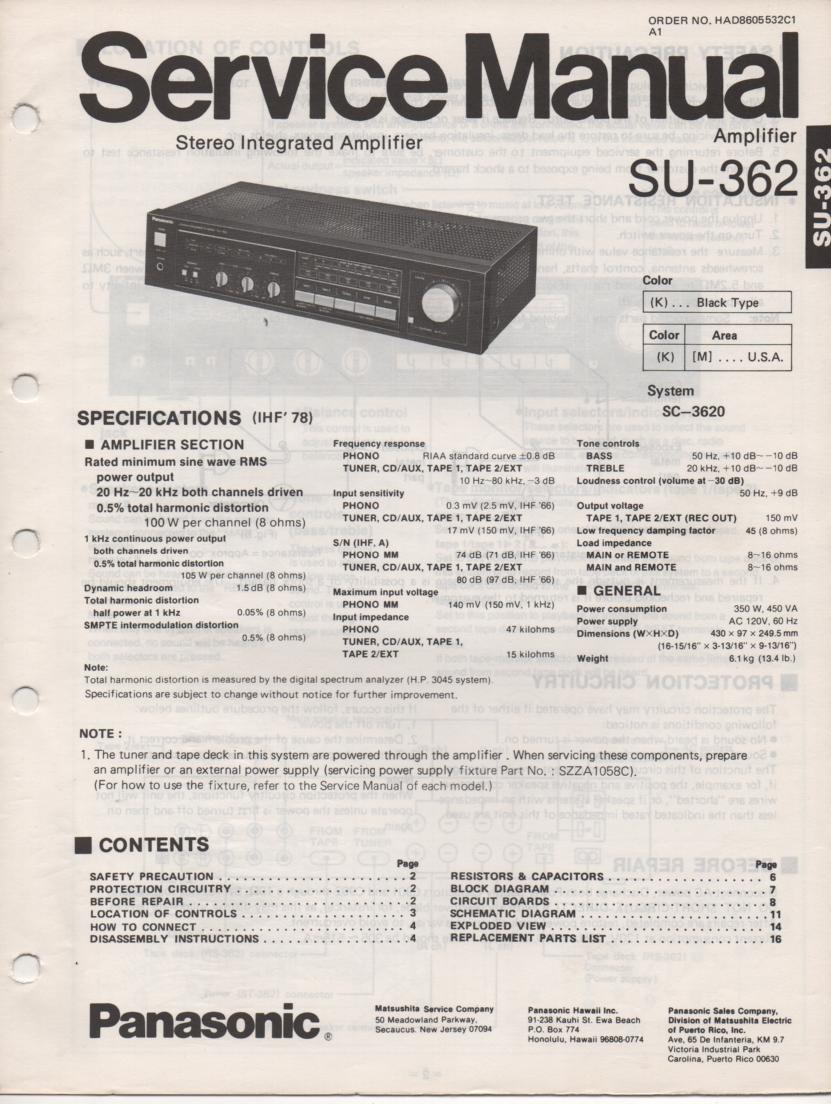 ORDER NO. HAD8605532C1
A1
Service Manual
Stereo Integrated Amplifier
Amplifier
SU-362
SU-362
Panasonic
Color
(K) . . . Black Type
Color Area
(K) [M] . . . . U.S.A.
System
SC-3620
SPECIFICATIONS (IHF' 78)
■ AMPLIFIER SECTION
Rated minimum sine wave RMS
power output
20 Hz~20 kHz both channels driven
0.5% total harmonic distortion
100 W per channel (8 ohms)
1 kHz continuous power output
both channels driven
0.5% total harmonic distortion
105 W per channel (8 ohms)
Dynamic headroom 1.5 dB (8 ohms)
Total harmonic distortion
half power at 1 kHz 0.05% (8 ohms)
SMPTE intermodulation distortion
0.5% (8 ohms)
Frequency response
PHONO RIAA standard curve ±0.8 dB
TUNER, CD/AUX, TAPE 1, TAPE 2/EXT
10 Hz~80 kHz, −3 dB
Input sensitivity
PHONO 0.3 mV (2.5 mV, IHF '66)
TUNER, CD/AUX, TAPE 1, TAPE 2/EXT
17 mV (150 mV, IHF '66)
S/N (IHF, A)
PHONO MM 74 dB (71 dB, IHF '66)
TUNER, CD/AUX, TAPE 1, TAPE 2/EXT
80 dB (97 dB, IHF '66)
Maximum input voltage
PHONO MM 140 mV (150 mV, 1 kHz)
Input impedance
PHONO 47 kilohms
TUNER, CD/AUX, TAPE 1,
TAPE 2/EXT 15 kilohms
Tone controls
BASS 50 Hz, +10 dB~−10 dB
TREBLE 20 kHz, +10 dB~−10 dB
Loudness control (volume at −30 dB)
50 Hz, +9 dB
Output voltage
TAPE 1, TAPE 2/EXT (REC OUT) 150 mV
Low frequency damping factor 45 (8 ohms)
Load impedance
MAIN or REMOTE 8~16 ohms
MAIN and REMOTE 8~16 ohms
■ GENERAL
Power consumption 350 W, 450 VA
Power supply AC 120V, 60 Hz
Dimensions (W×H×D) 430 × 97 × 249.5 mm
(16-15/16" × 3-13/16" × 9-13/16")
Weight 6.1 kg (13.4 lb.)
Note:
Total harmonic distortion is measured by the digital spectrum analyzer (H.P. 3045 system).
Specifications are subject to change without notice for further improvement.
NOTE :
1. The tuner and tape deck in this system are powered through the amplifier . When servicing these components, prepare
an amplifier or an external power supply (servicing power supply fixture Part No. : SZZA1058C).
(For how to use the fixture, refer to the Service Manual of each model.)
■ CONTENTS
Page
SAFETY PRECAUTION . . . . . . . . . . . . . . . . . . . . 2
PROTECTION CIRCUITRY . . . . . . . . . . . . . . . . . . 2
BEFORE REPAIR . . . . . . . . . . . . . . . . . . . . . . . . 2
LOCATION OF CONTROLS . . . . . . . . . . . . . . . . . 3
HOW TO CONNECT . . . . . . . . . . . . . . . . . . . . . . 4
DISASSEMBLY INSTRUCTIONS . . . . . . . . . . . . . . 4
Page
RESISTORS & CAPACITORS . . . . . . . . . . . . . . . . 6
BLOCK DIAGRAM . . . . . . . . . . . . . . . . . . . . . . . 7
CIRCUIT BOARDS . . . . . . . . . . . . . . . . . . . . . . . 8
SCHEMATIC DIAGRAM . . . . . . . . . . . . . . . . . . . 11
EXPLODED VIEW . . . . . . . . . . . . . . . . . . . . . . . 14
REPLACEMENT PARTS LIST . . . . . . . . . . . . . . . 16
Panasonic®
Matsushita Service Company
50 Meadowland Parkway,
Secaucus. New Jersey 07094
Panasonic Hawaii Inc.
91-238 Kauhi St. Ewa Beach
P.O. Box 774
Honolulu, Hawaii 96808-0774
Panasonic Sales Company,
Division of Matsushita Electric
of Puerto Rico, Inc.
Ave, 65 De Infanteria, KM 9.7
Victoria Industrial Park
Carolina, Puerto Rico 00630